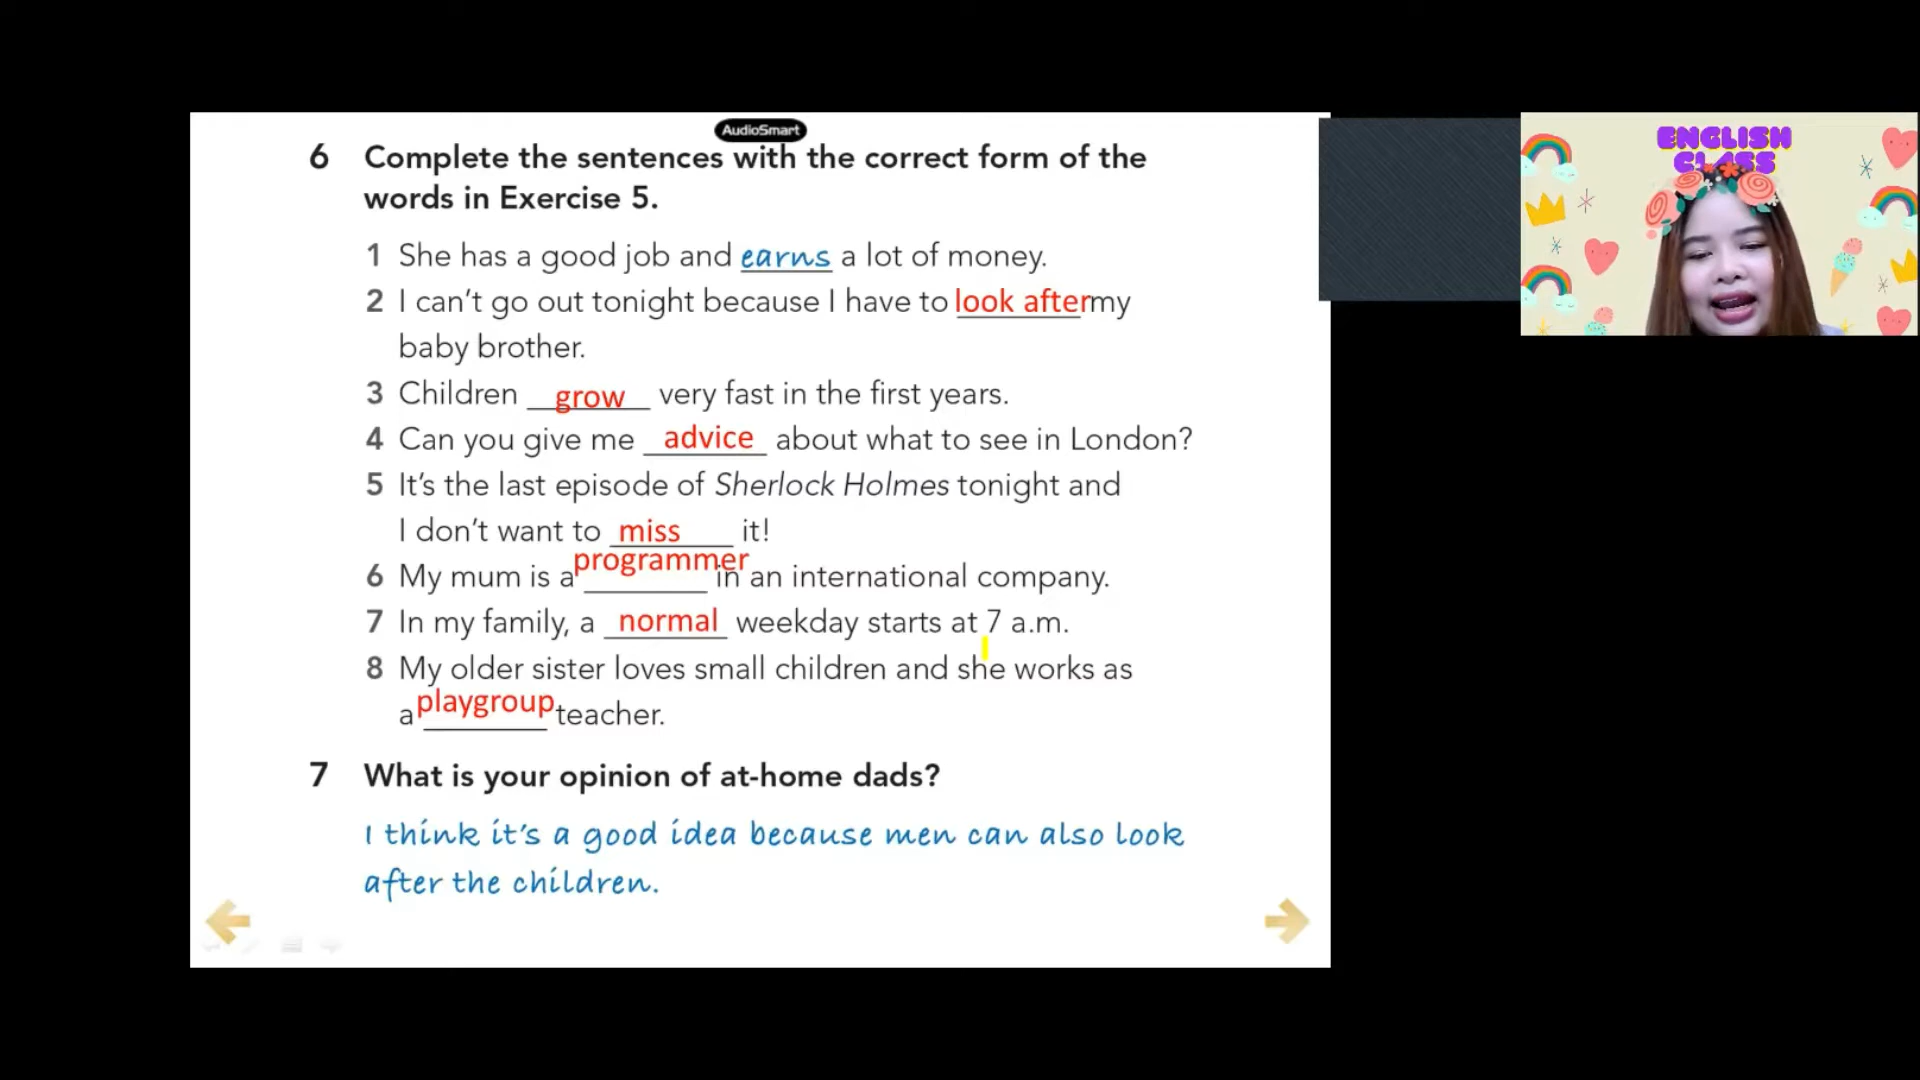 AudioSmart
6 Complete the sentences with the correct form of the
words in Exercise 5.
1 She has a good job and earns a lot of money.
2 I can't go out tonight because I have to look after my
baby brother.
3 Children grow very fast in the first years.
4 Can you give me advice about what to see in London?
5 It's the last episode of Sherlock Holmes tonight and
I don't want to miss it!
6 My mum is a programmer in an international company.
7 In my family, a normal weekday starts at 7 a.m.
8 My older sister loves small children and she works as
a playgroup teacher.
7 What is your opinion of at-home dads?
I think it's a good idea because men can also look
after the children.
ENGLISH
CLASS